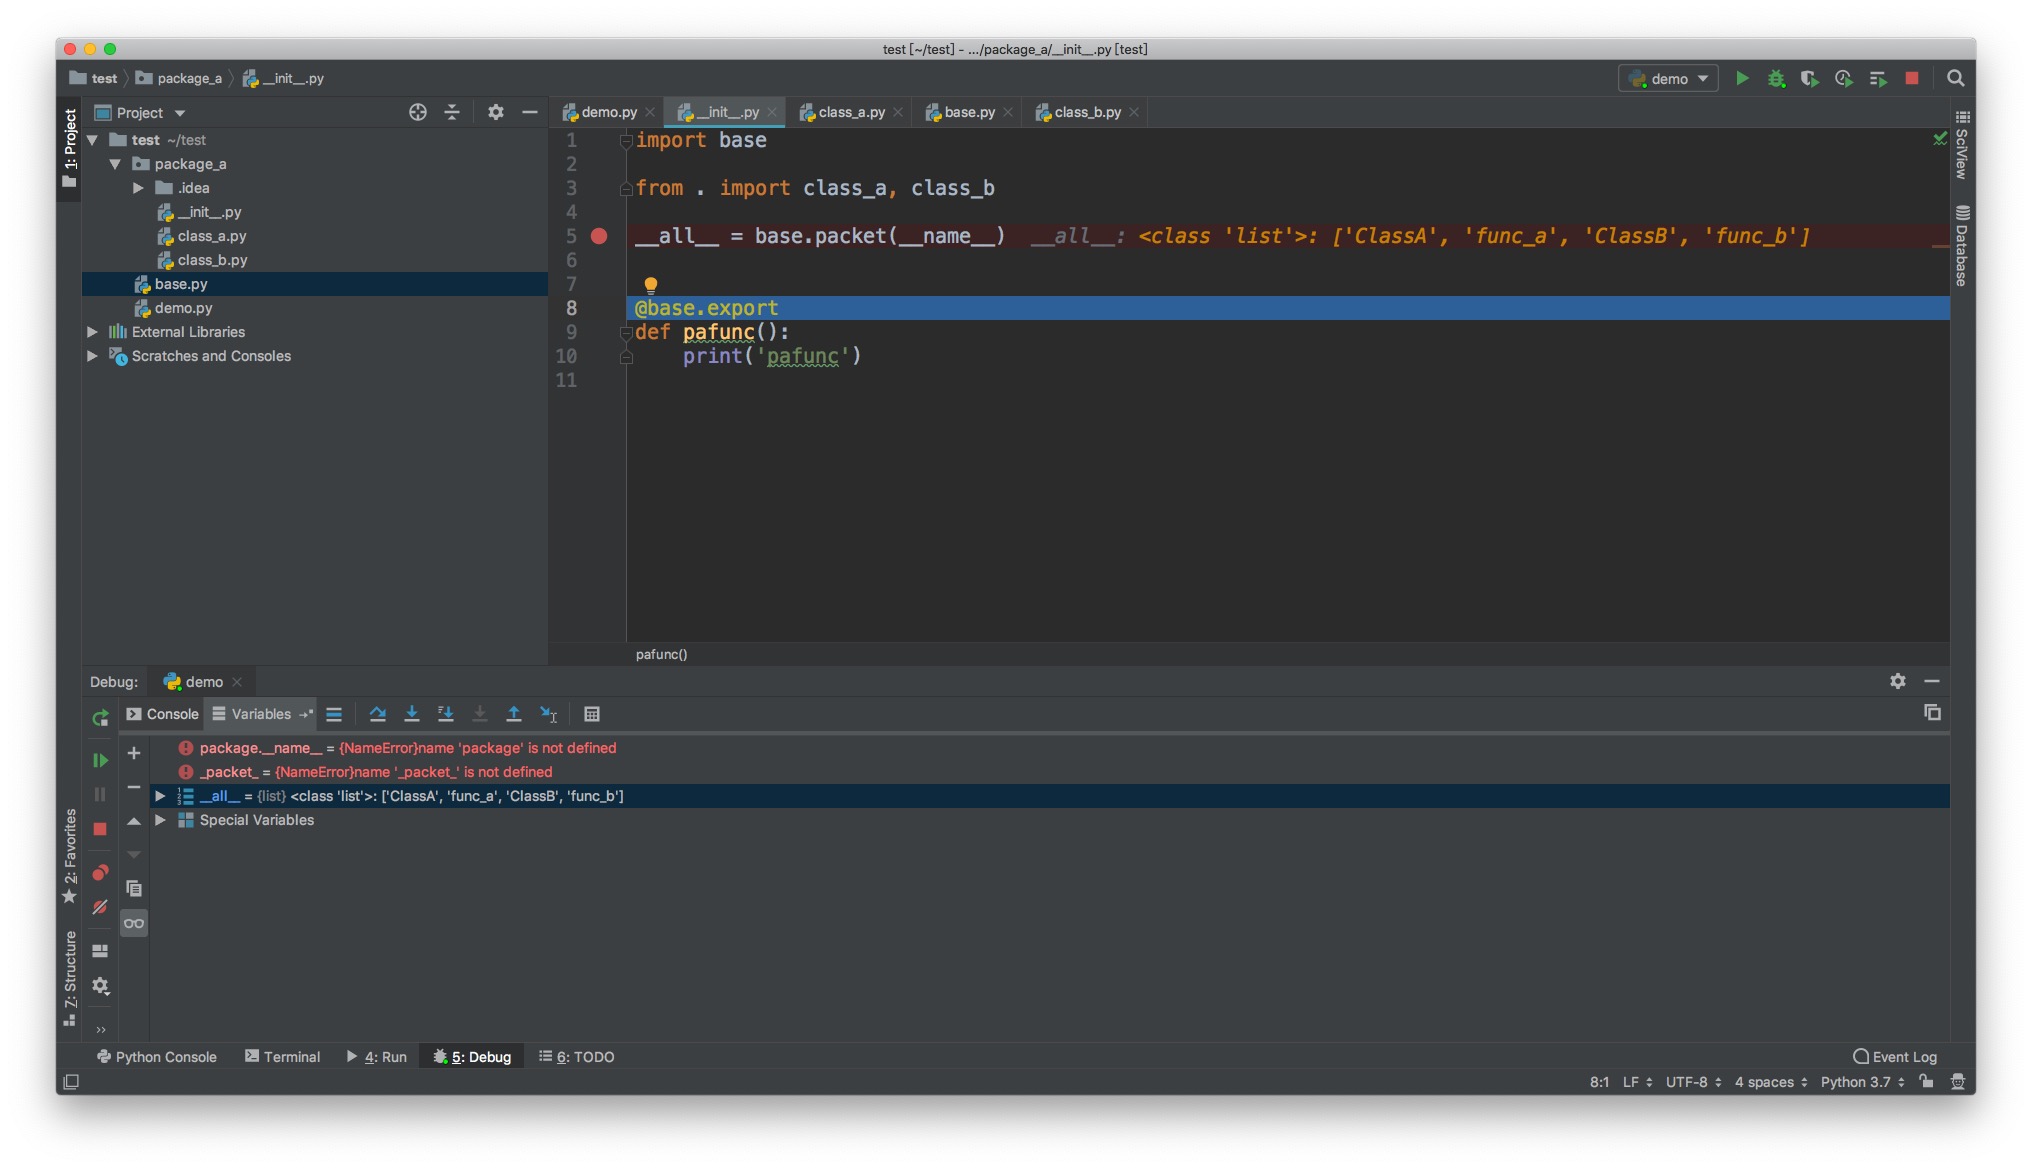 test [~/test] - .../package_a/__init__.py [test]
test package_a __init__.py
demo
1: Project
Project
test ~/test
package_a
.idea
__init__.py
class_a.py
class_b.py
base.py
demo.py
External Libraries
Scratches and Consoles
demo.py __init__.py class_a.py base.py class_b.py
1 import base
2
3 from . import class_a, class_b
4
5 __all__ = base.packet(__name__) __all__: <class 'list'>: ['ClassA', 'func_a', 'ClassB', 'func_b']
6
7
8 @base.export
9 def pafunc():
10 print('pafunc')
11
pafunc()
SciView
Database
Debug: demo
Console Variables
package.__name__ = {NameError}name 'package' is not defined
_packet_ = {NameError}name '_packet_' is not defined
__all__ = {list} <class 'list'>: ['ClassA', 'func_a', 'ClassB', 'func_b']
Special Variables
2: Favorites
7: Structure
Python Console Terminal 4: Run 5: Debug 6: TODO Event Log
8:1 LF UTF-8 4 spaces Python 3.7